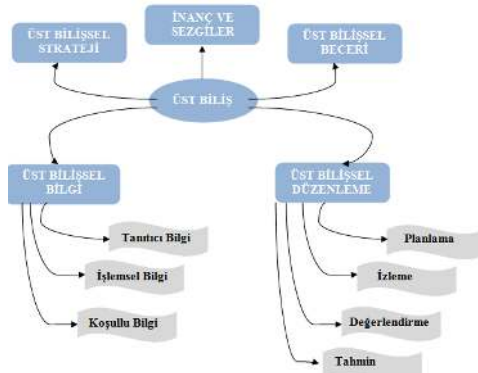 ÜST BİLİŞSEL
STRATEJİ
İNANÇ VE
SEZGİLER
ÜST BİLİŞSEL
BECERİ
ÜST BİLİŞ
ÜST BİLİŞSEL
BİLGİ
ÜST BİLİŞSEL
DÜZENLEME
Tanıtıcı Bilgi
İşlemsel Bilgi
Koşullu Bilgi
Planlama
İzleme
Değerlendirme
Tahmin